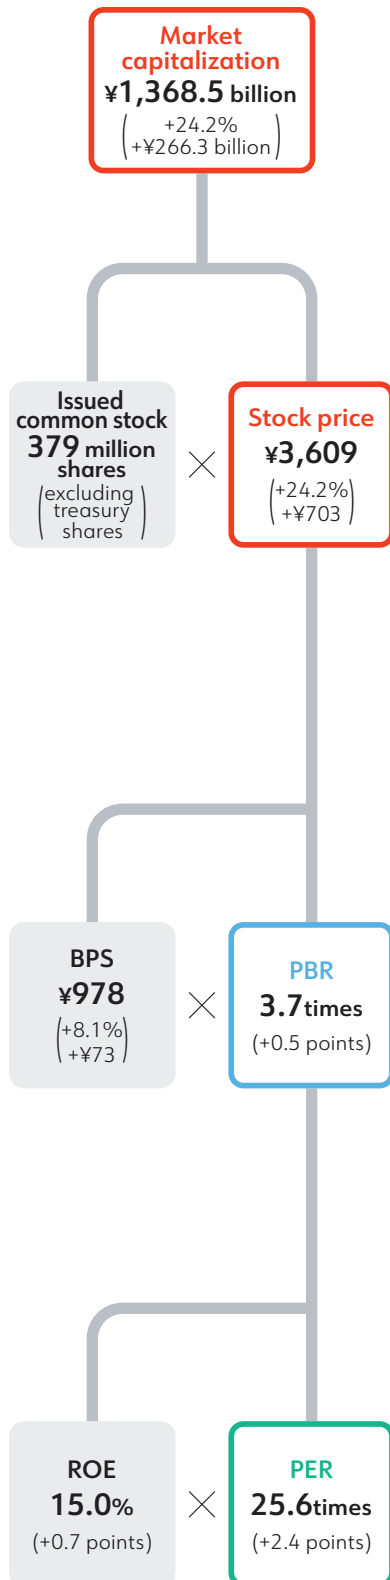 Market
capitalization
¥1,368.5 billion
(+24.2%
+¥266.3 billion)
Issued
common stock
379 million
shares
(excluding
treasury
shares)
×
Stock price
¥3,609
(+24.2%
+¥703)
BPS
¥978
(+8.1%
+¥73)
×
PBR
3.7times
(+0.5 points)
ROE
15.0%
(+0.7 points)
×
PER
25.6times
(+2.4 points)